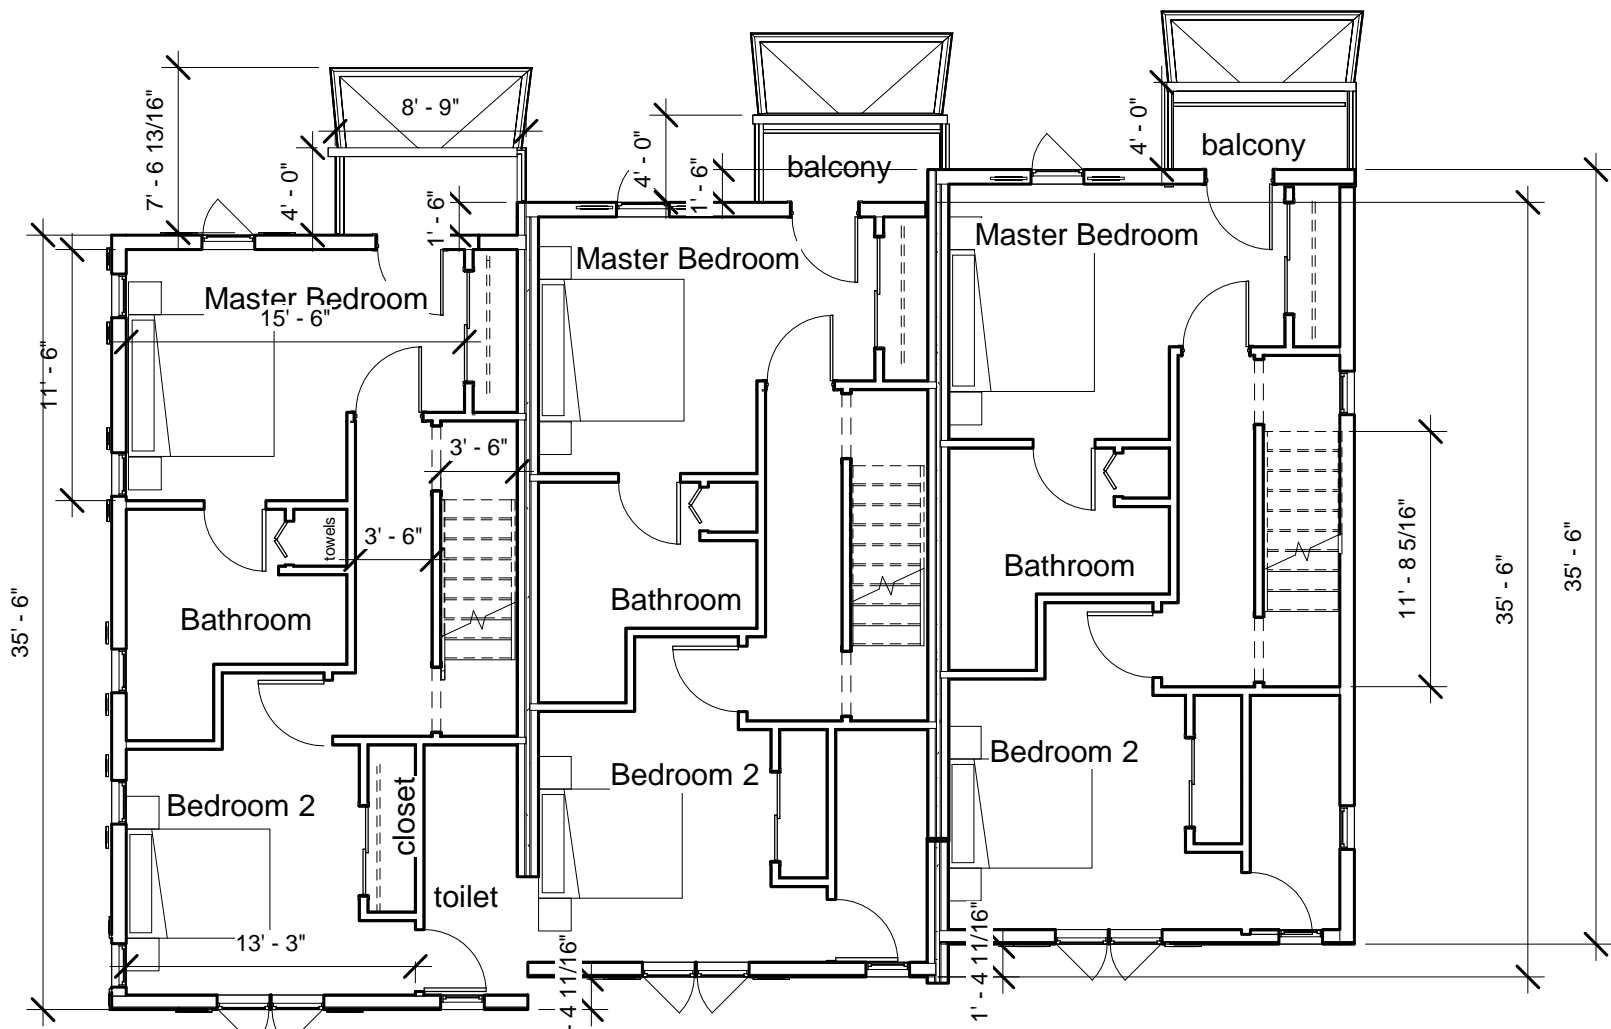 7' - 6 13/16"
8' - 9"
4' - 0"
1' - 6"
4' - 0"
1' - 6"
balcony
4' - 0"
balcony
Master Bedroom
15' - 6"
11' - 6"
Master Bedroom
Master Bedroom
3' - 6"
towels
3' - 6"
Bathroom
Bathroom
Bathroom
11' - 8 5/16"
35' - 6"
35' - 6"
35' - 6"
Bedroom 2
closet
toilet
13' - 3"
Bedroom 2
Bedroom 2
- 4 11/16"
1' - 4 11/16"